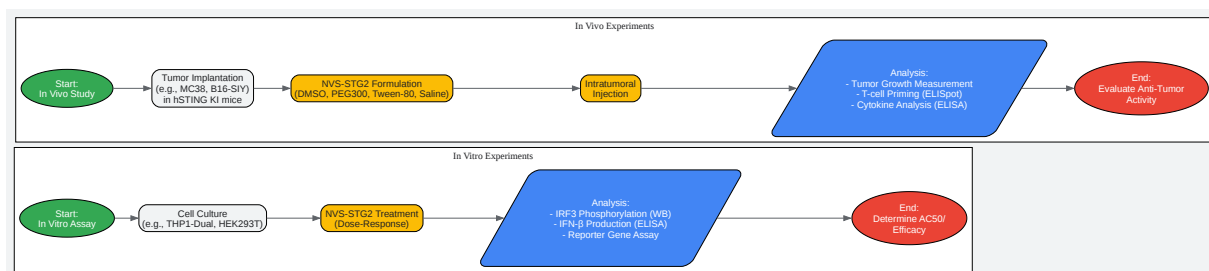 In Vivo Experiments
Start:
In Vivo Study
Tumor Implantation
(e.g., MC38, B16-SIY)
in hSTING KI mice
NVS-STG2 Formulation
(DMSO, PEG300, Tween-80, Saline)
Intratumoral
Injection
Analysis:
- Tumor Growth Measurement
- T-cell Priming (ELISpot)
- Cytokine Analysis (ELISA)
End:
Evaluate Anti-Tumor
Activity
In Vitro Experiments
Start:
In Vitro Assay
Cell Culture
(e.g., THP1-Dual, HEK293T)
NVS-STG2 Treatment
(Dose-Response)
Analysis:
- IRF3 Phosphorylation (WB)
- IFN-β Production (ELISA)
- Reporter Gene Assay
End:
Determine AC50/
Efficacy